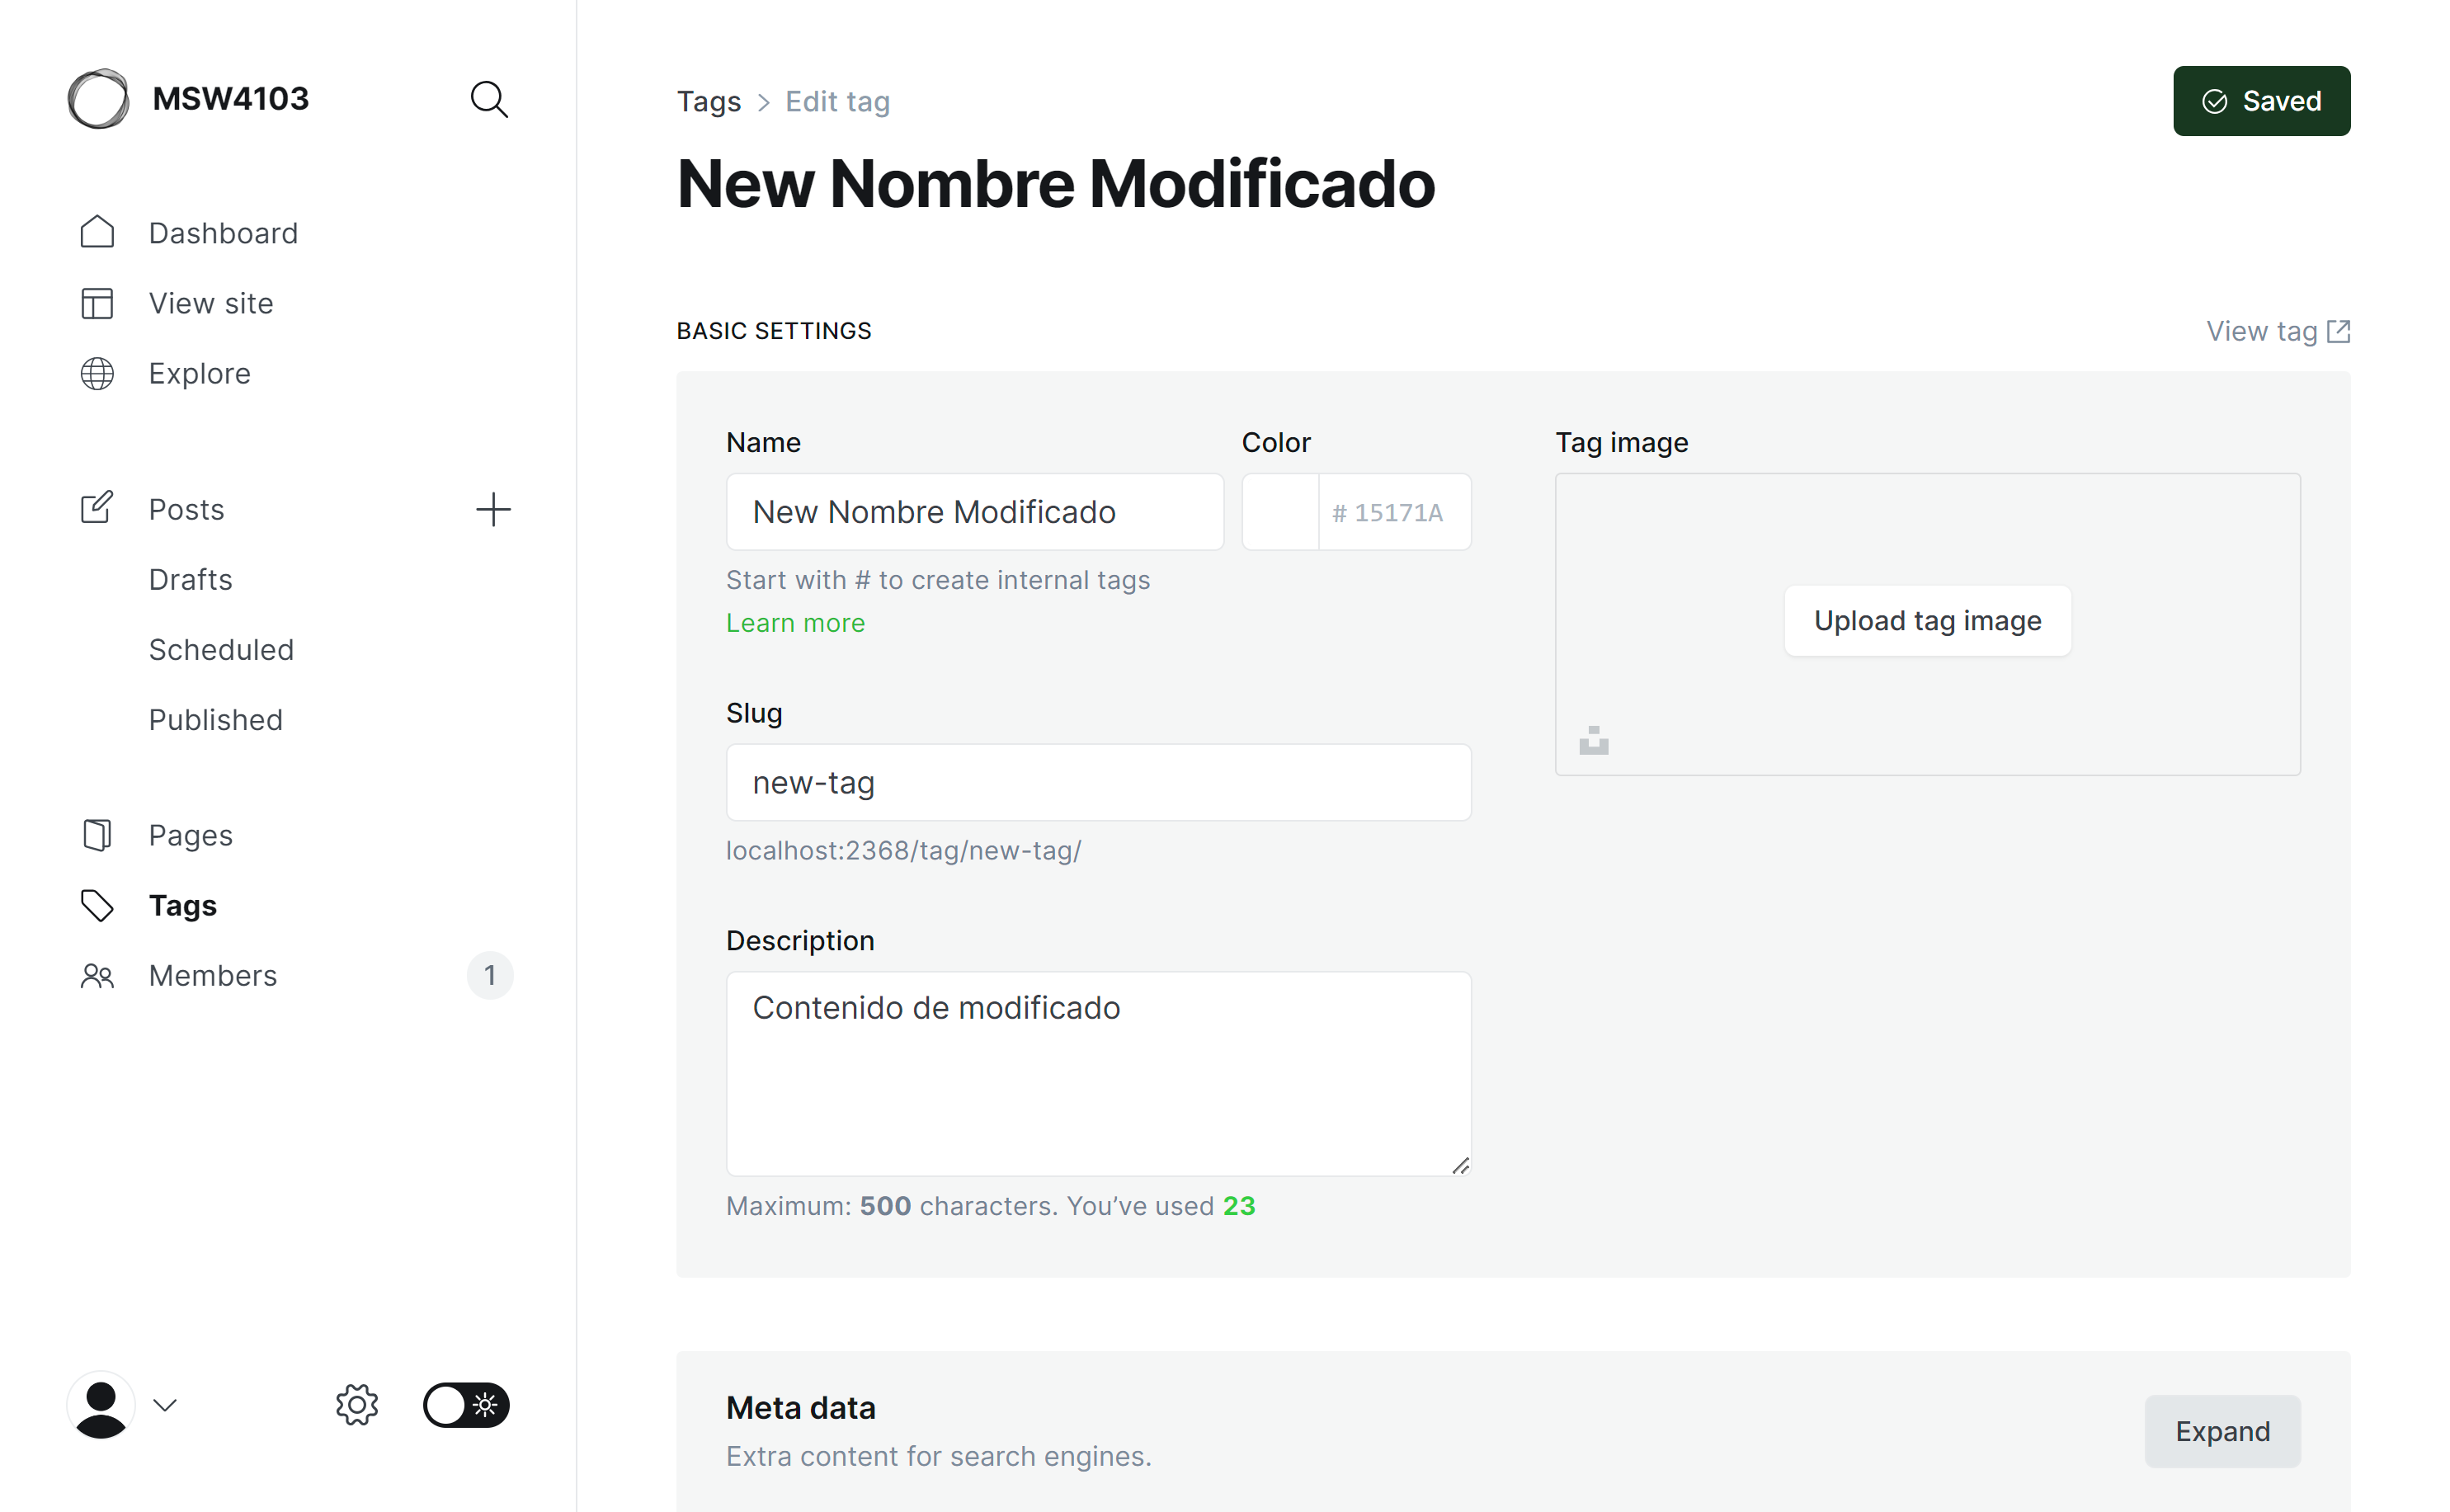 MSW4103
Dashboard
View site
Explore
Posts
Drafts
Scheduled
Published
Pages
Tags
Members
1
Tags > Edit tag
Saved
New Nombre Modificado
BASIC SETTINGS
View tag
Name
New Nombre Modificado
Start with # to create internal tags
Learn more
Color
# 15171A
Slug
new-tag
localhost:2368/tag/new-tag/
Description
Contenido de modificado
Maximum: 500 characters. You’ve used 23
Tag image
Upload tag image
Meta data
Extra content for search engines.
Expand